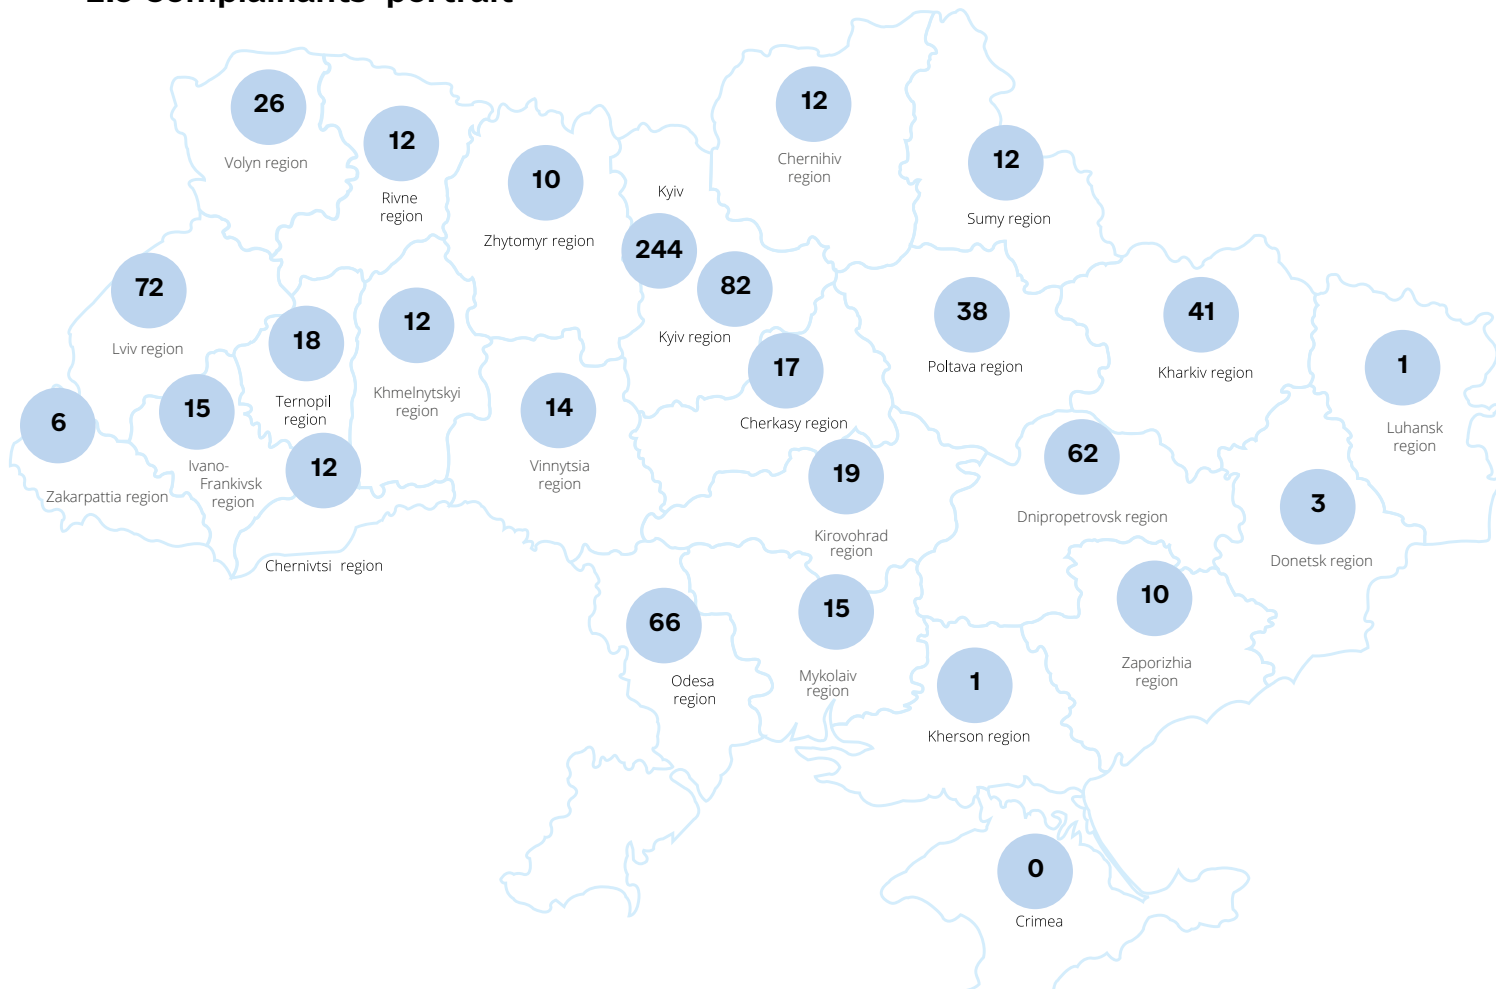 2.3 Complainants' portrait
26
Volyn region
12
Rivne
region
10
Zhytomyr region
Kyiv
244
82
Kyiv region
12
Chernihiv
region
12
Sumy region
72
Lviv region
18
Ternopil
region
12
Khmelnytskyi
region
6
Zakarpattia region
15
Ivano-
Frankivsk
region
12
Chernivtsi region
14
Vinnytsia
region
17
Cherkasy region
38
Poltava region
41
Kharkiv region
1
Luhansk
region
19
Kirovohrad
region
62
Dnipropetrovsk region
3
Donetsk region
66
Odesa
region
15
Mykolaiv
region
1
Kherson region
10
Zaporizhia
region
0
Crimea